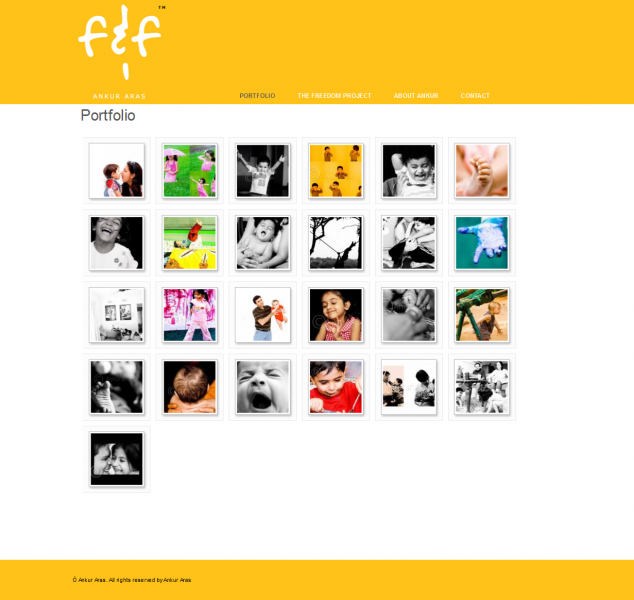 f&f™
ANKUR ARAS
PORTFOLIO THE FREEDOM PROJECT ABOUT ANKUR CONTACT
Portfolio
© Ankur Aras. All rights reserved by Ankur Aras